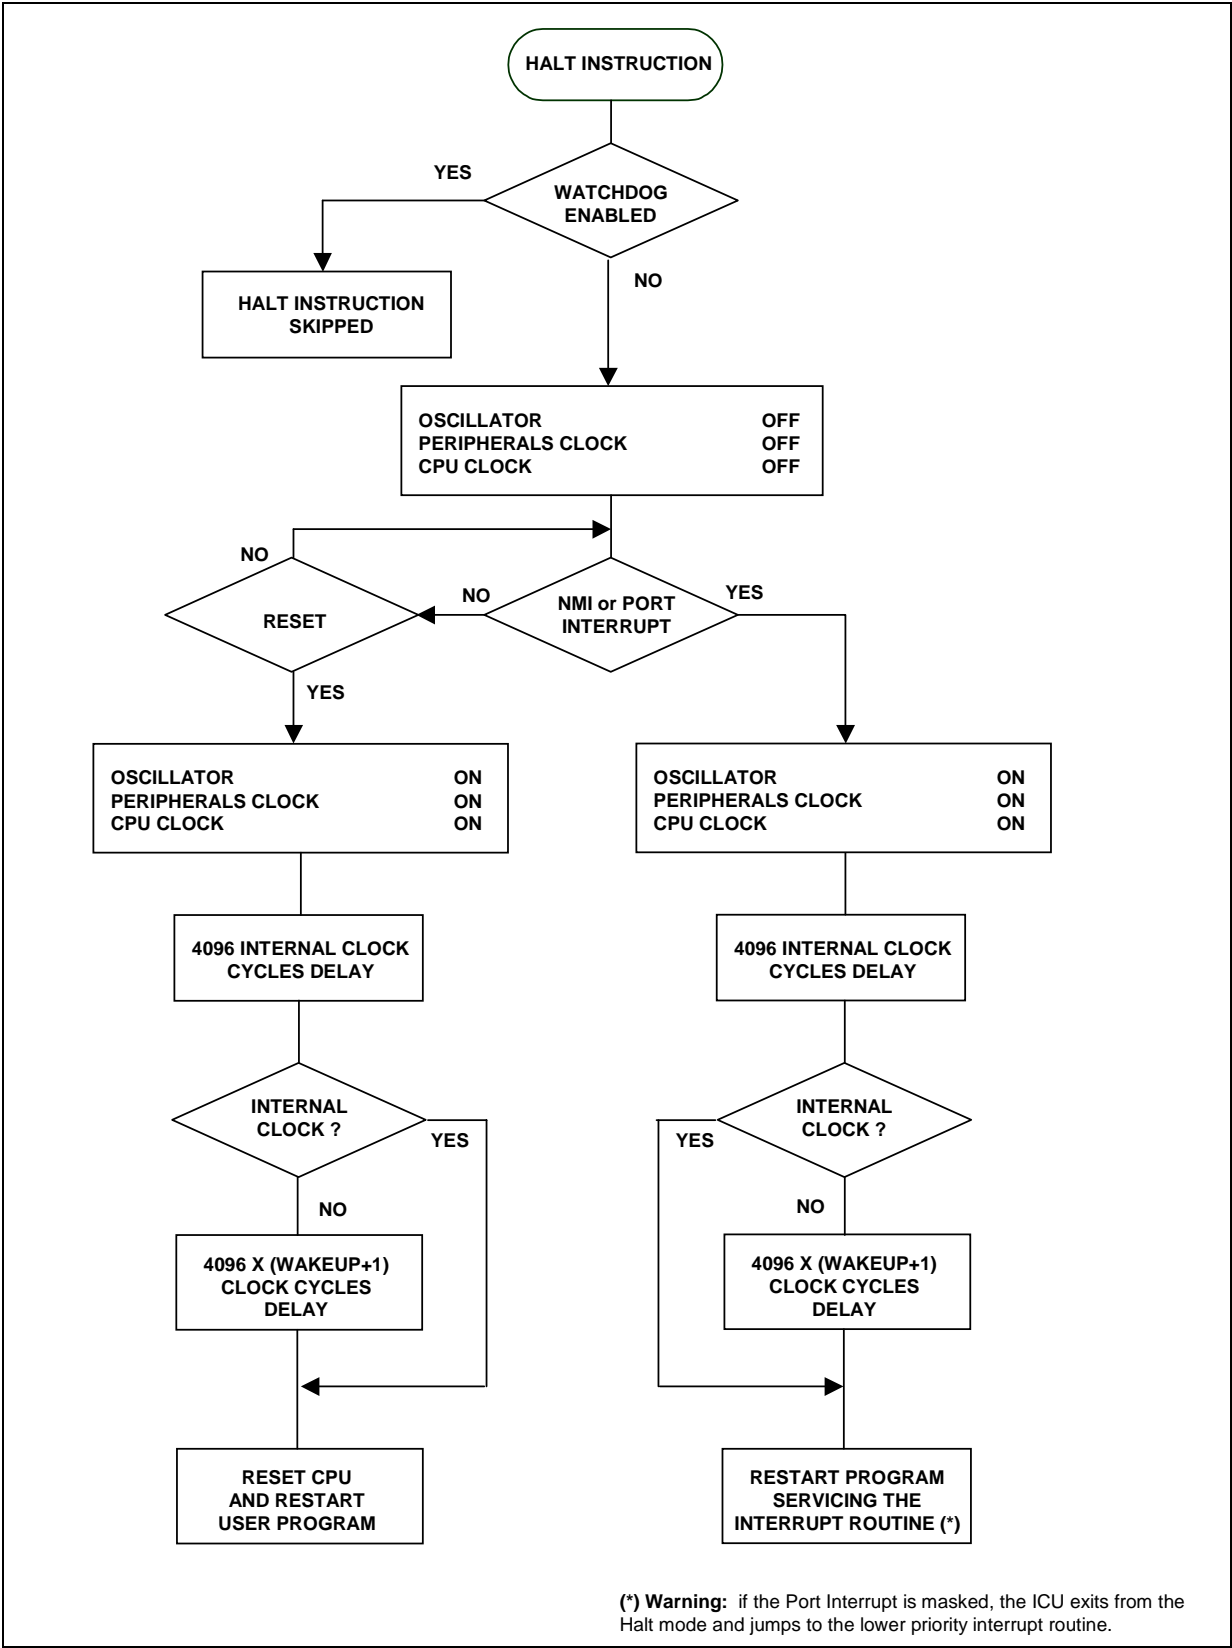 HALT INSTRUCTION
YES
WATCHDOG
ENABLED
NO
HALT INSTRUCTION
SKIPPED
OSCILLATOR OFF
PERIPHERALS CLOCK OFF
CPU CLOCK OFF
NO
RESET
NO
NMI or PORT
INTERRUPT
YES
YES
OSCILLATOR ON
PERIPHERALS CLOCK ON
CPU CLOCK ON
OSCILLATOR ON
PERIPHERALS CLOCK ON
CPU CLOCK ON
4096 INTERNAL CLOCK
CYCLES DELAY
4096 INTERNAL CLOCK
CYCLES DELAY
INTERNAL
CLOCK ?
YES
INTERNAL
CLOCK ?
YES
NO
NO
4096 X (WAKEUP+1)
CLOCK CYCLES
DELAY
4096 X (WAKEUP+1)
CLOCK CYCLES
DELAY
RESET CPU
AND RESTART
USER PROGRAM
RESTART PROGRAM
SERVICING THE
INTERRUPT ROUTINE (*)
(*) Warning: if the Port Interrupt is masked, the ICU exits from the
Halt mode and jumps to the lower priority interrupt routine.